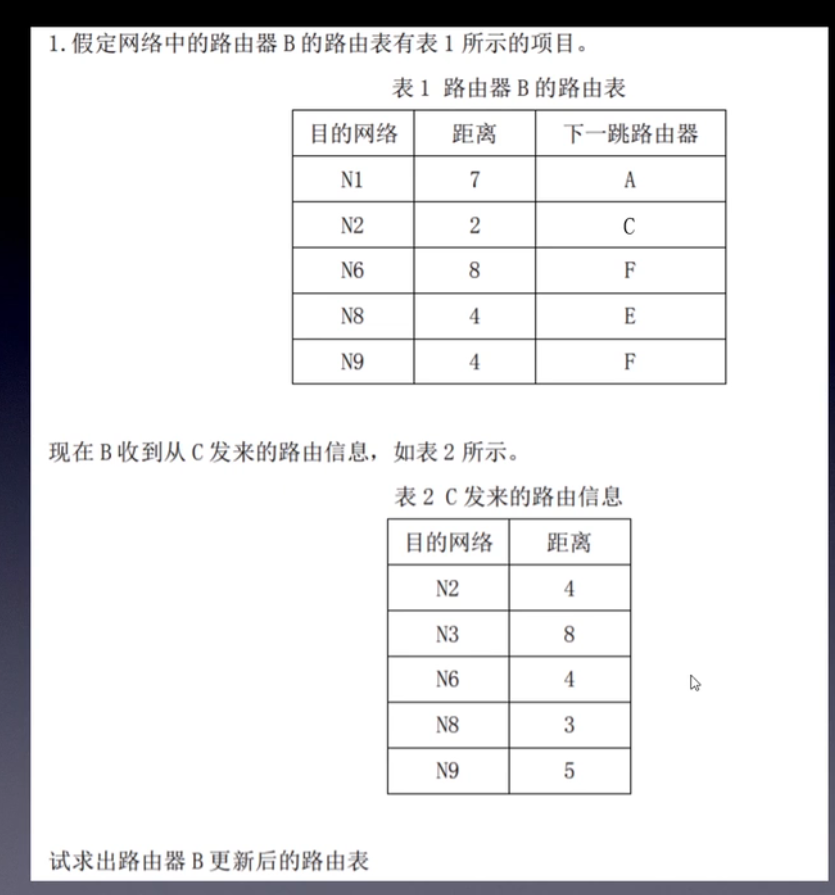 1.假定网络中的路由器 B 的路由表有表 1 所示的项目。
表 1 路由器 B 的路由表
目的网络 距离 下一跳路由器
N1 7 A
N2 2 C
N6 8 F
N8 4 E
N9 4 F
现在 B 收到从 C 发来的路由信息，如表 2 所示。
表 2 C 发来的路由信息
目的网络 距离
N2 4
N3 8
N6 4
N8 3
N9 5
试求出路由器 B 更新后的路由表